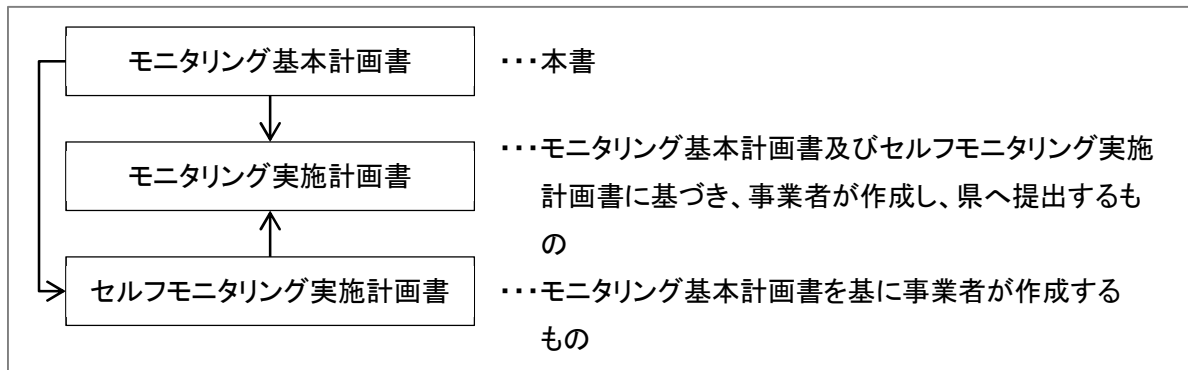 モニタリング基本計画書 ・・・本書
モニタリング実施計画書 ・・・モニタリング基本計画書及びセルフモニタリング実施
計画書に基づき、事業者が作成し、県へ提出するも
の
セルフモニタリング実施計画書 ・・・モニタリング基本計画書を基に事業者が作成する
もの